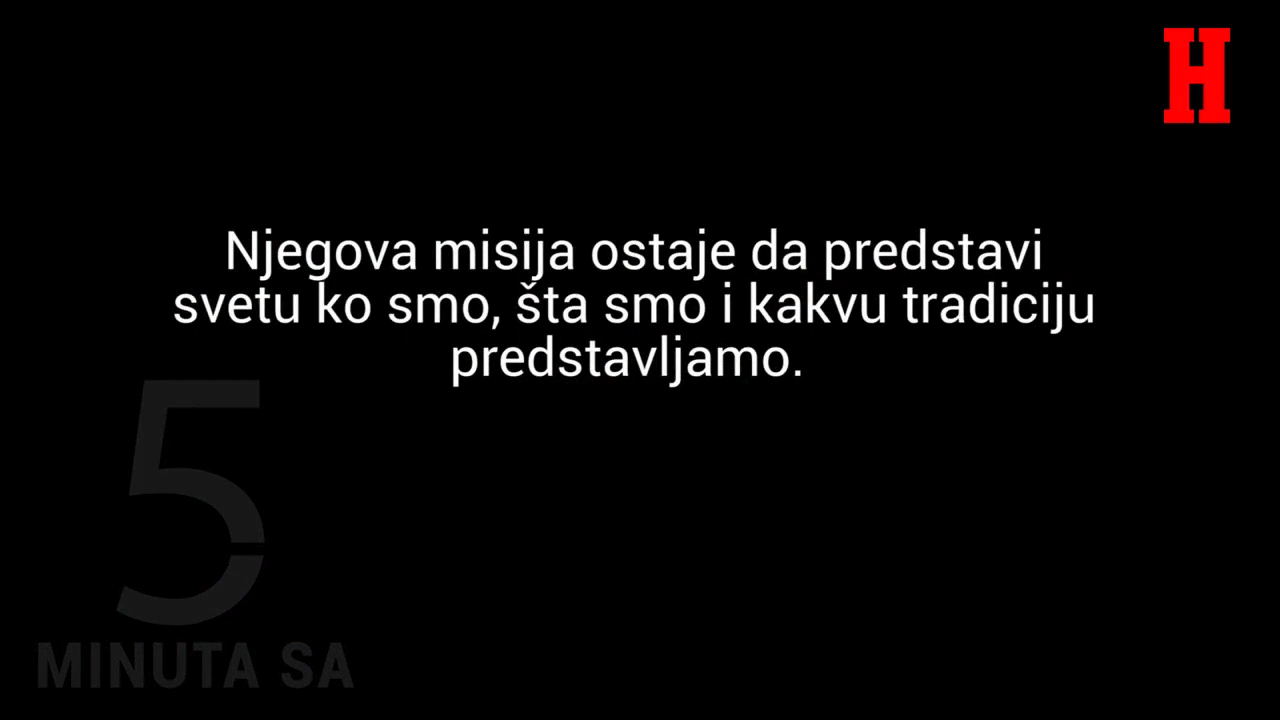 H
Njegova misija ostaje da predstavi
svetu ko smo, šta smo i kakvu tradiciju
predstavljamo.
5
MINUTA SA